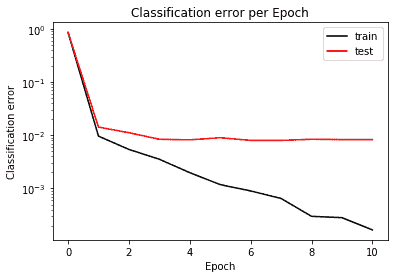 Classification error per Epoch
train
test
Classification error
10⁰
10⁻¹
10⁻²
10⁻³
0 2 4 6 8 10
Epoch